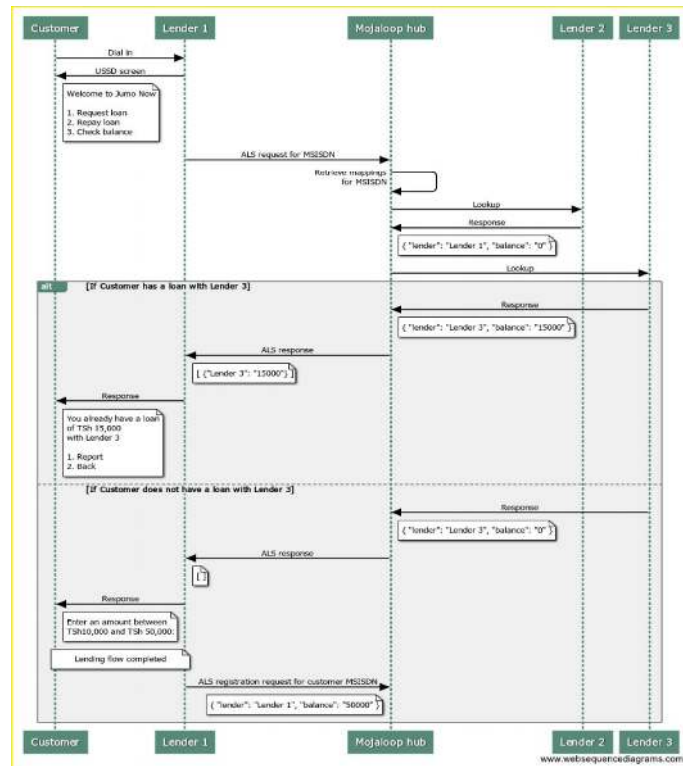 Customer Lender 1 Mojaloop hub Lender 2 Lender 3
Dial in
USSD screen
Welcome to Jumo Now
1. Request loan
2. Repay loan
3. Check balance
ALS request for MSISDN
Retrieve mappings
for MSISDN
Lookup
Response
{ "lender": "Lender 1", "balance": "0" }
Lookup
alt [If Customer has a loan with Lender 3]
Response
{ "lender": "Lender 3", "balance": "15000" }
ALS response
[ {"Lender 3": "15000"} ]
Response
You already have a loan
of TSh 15,000
with Lender 3
1. Report
2. Back
[If Customer does not have a loan with Lender 3]
Response
{ "lender": "Lender 3", "balance": "0" }
ALS response
[ ]
Response
Enter an amount between
TSh10,000 and TSh 50,000:
Lending flow completed
ALS registration request for customer MSISDN
{ "lender": "Lender 1", "balance": "50000" }
Customer Lender 1 Mojaloop hub Lender 2 Lender 3
www.websequencediagrams.com